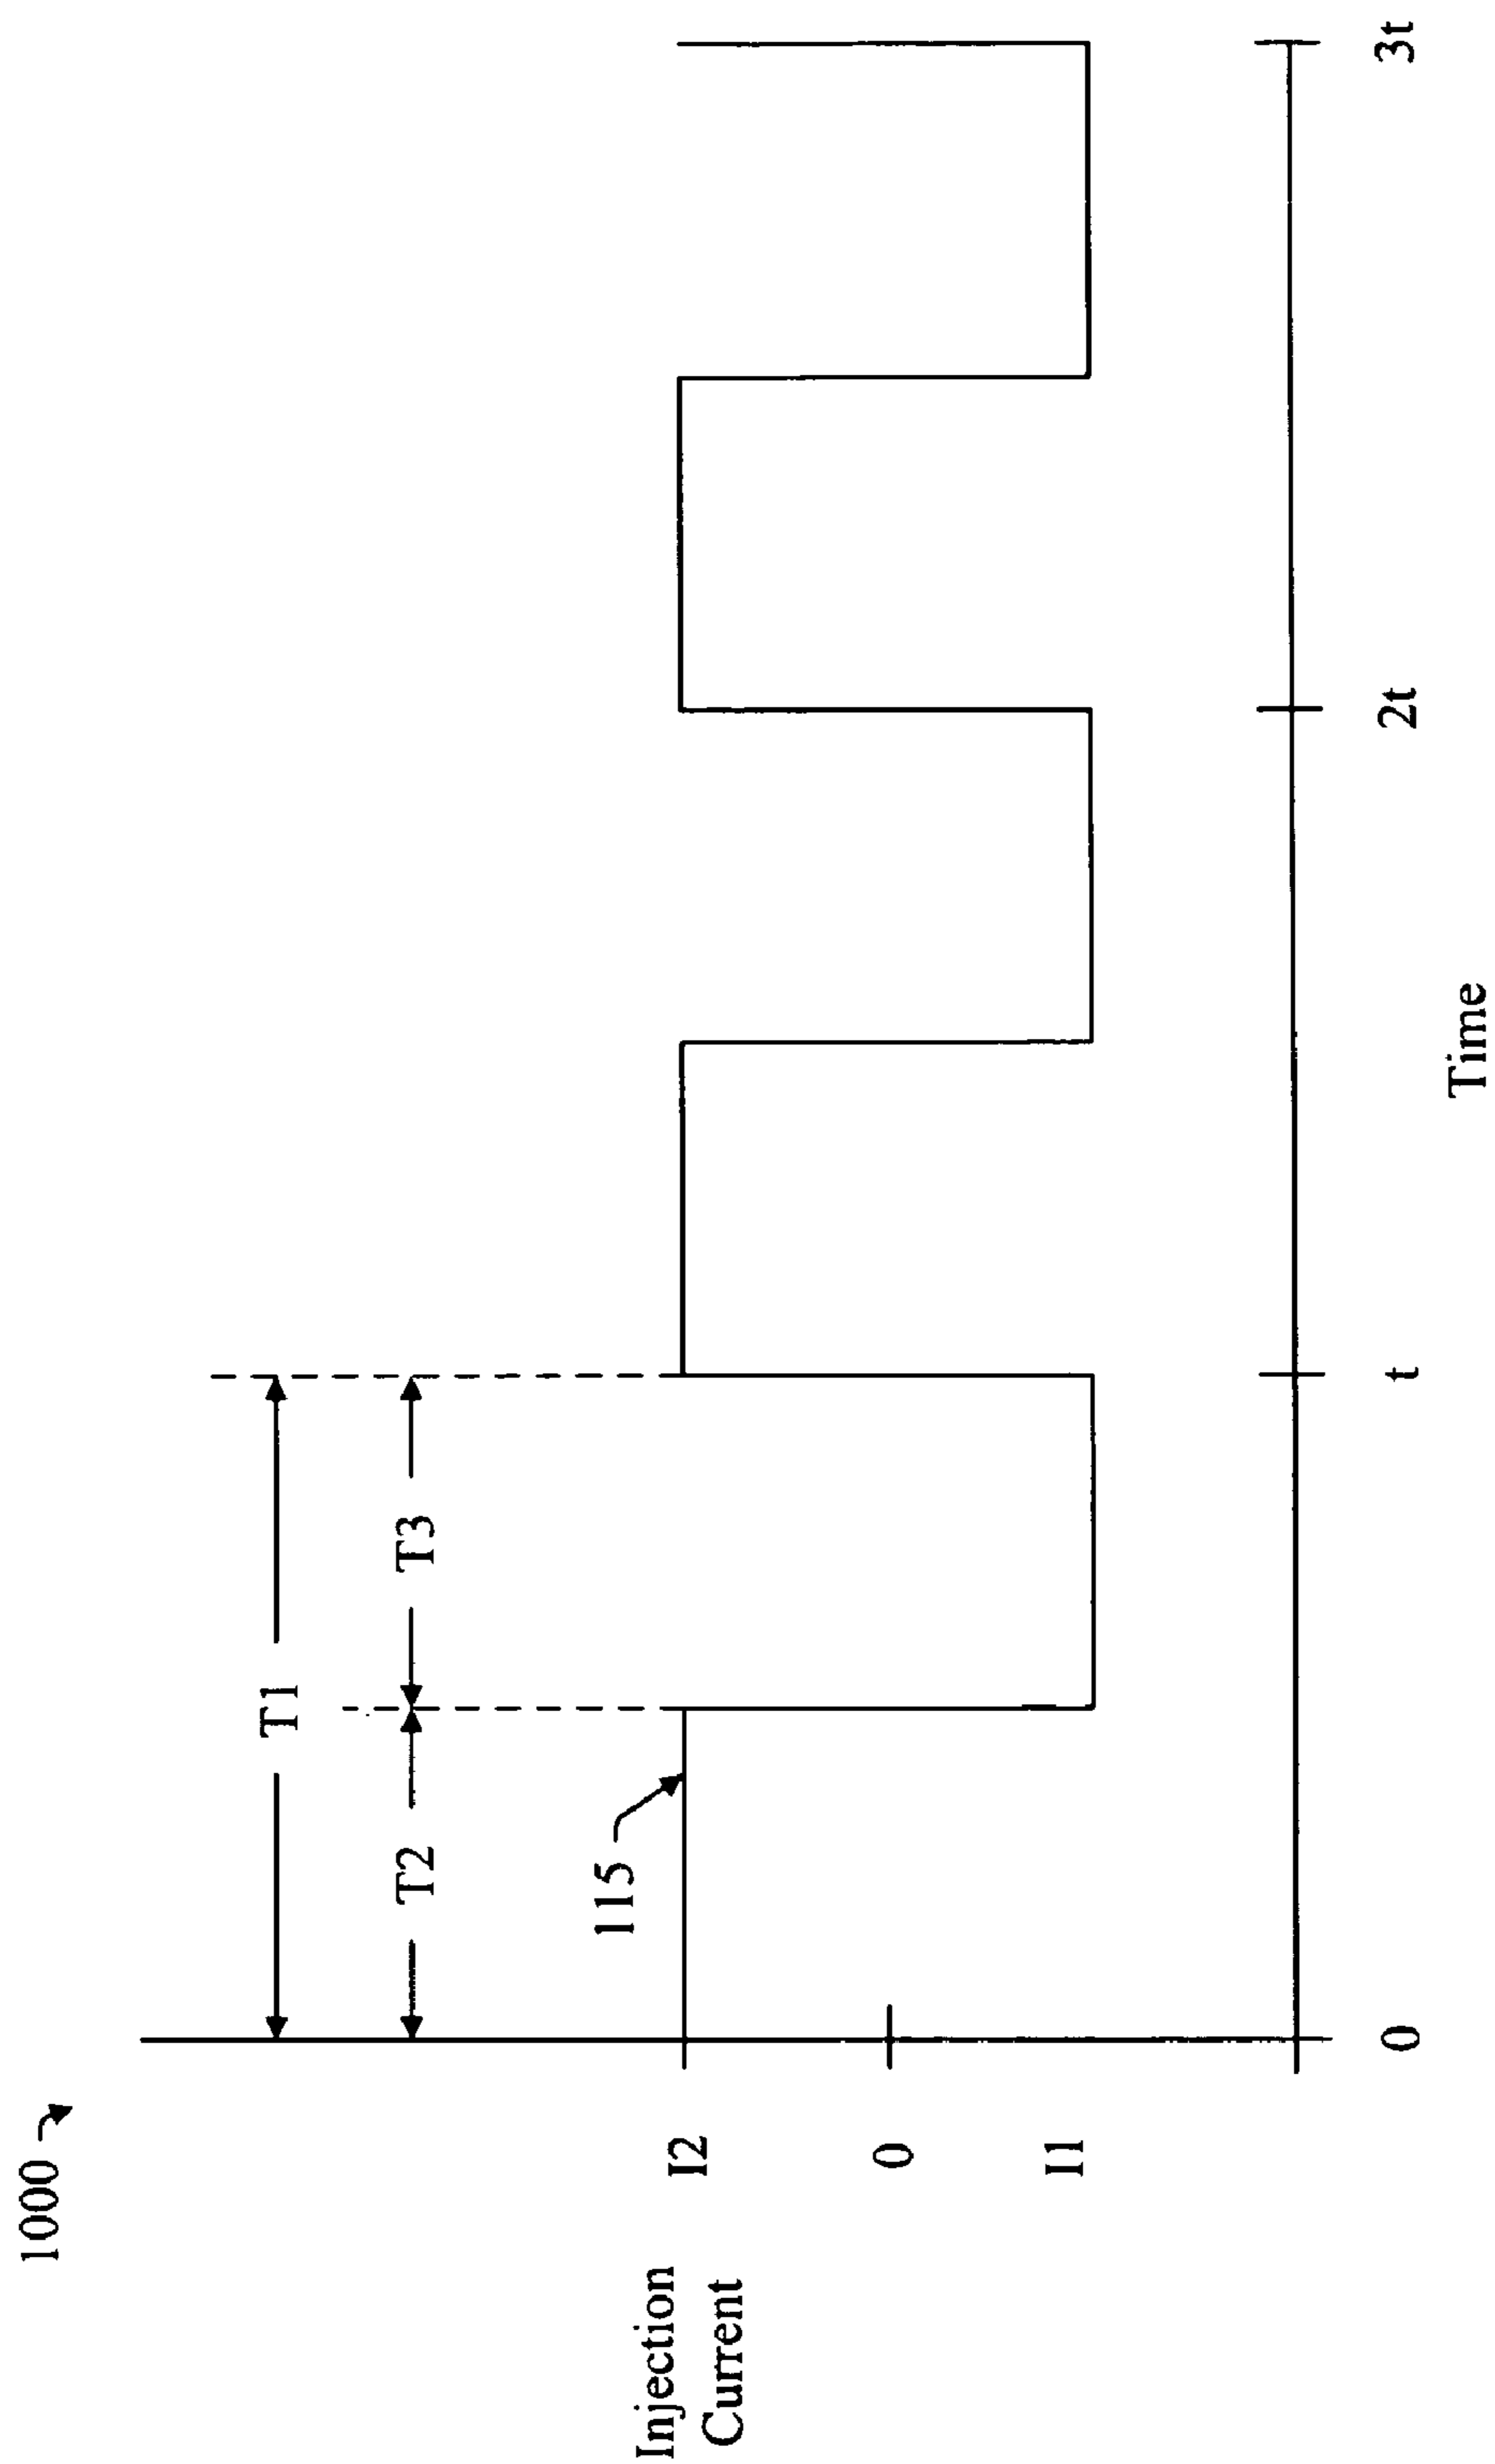 1000
T1
T2
T3
115
Injection
Current
I2
0
I1
0
t
2t
3t
Time